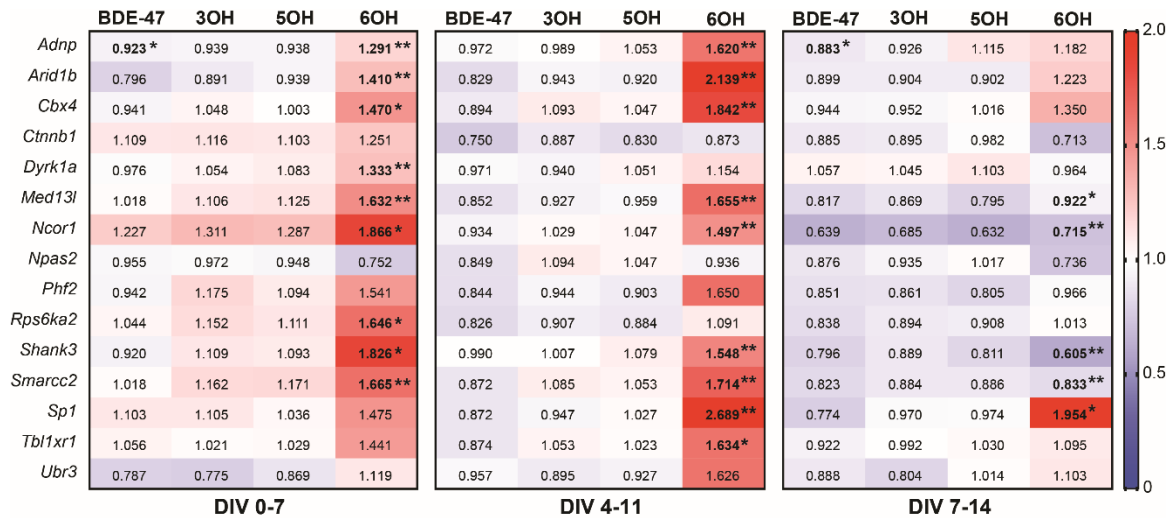 BDE-47 3OH 5OH 6OH BDE-47 3OH 5OH 6OH BDE-47 3OH 5OH 6OH 2.0
Adnp 0.923* 0.939 0.938 1.291** 0.972 0.989 1.053 1.620** 0.883* 0.926 1.115 1.182
Arid1b 0.796 0.891 0.939 1.410** 0.829 0.943 0.920 2.139** 0.899 0.904 0.902 1.223
Cbx4 0.941 1.048 1.003 1.470* 0.894 1.093 1.047 1.842** 0.944 0.952 1.016 1.350
Ctnnb1 1.109 1.116 1.103 1.251 0.750 0.887 0.830 0.873 0.885 0.895 0.982 0.713 1.5
Dyrk1a 0.976 1.054 1.083 1.333** 0.971 0.940 1.051 1.154 1.057 1.045 1.103 0.964
Med13l 1.018 1.106 1.125 1.632** 0.852 0.927 0.959 1.655** 0.817 0.869 0.795 0.922*
Ncor1 1.227 1.311 1.287 1.866* 0.934 1.029 1.047 1.497** 0.639 0.685 0.632 0.715**
Npas2 0.955 0.972 0.948 0.752 0.849 1.094 1.047 0.936 0.876 0.935 1.017 0.736 1.0
Phf2 0.942 1.175 1.094 1.541 0.844 0.944 0.903 1.650 0.851 0.861 0.805 0.966
Rps6ka2 1.044 1.152 1.111 1.646* 0.826 0.907 0.884 1.091 0.838 0.894 0.908 1.013
Shank3 0.920 1.109 1.093 1.826* 0.990 1.007 1.079 1.548** 0.796 0.889 0.811 0.605**
Smarcc2 1.018 1.162 1.171 1.665** 0.872 1.085 1.053 1.714** 0.823 0.884 0.886 0.833** 0.5
Sp1 1.103 1.105 1.036 1.475 0.872 0.947 1.027 2.689** 0.774 0.970 0.974 1.954*
Tbl1xr1 1.056 1.021 1.029 1.441 0.874 1.053 1.023 1.634* 0.922 0.992 1.030 1.095
Ubr3 0.787 0.775 0.869 1.119 0.957 0.895 0.927 1.626 0.888 0.804 1.014 1.103 0
DIV 0-7 DIV 4-11 DIV 7-14